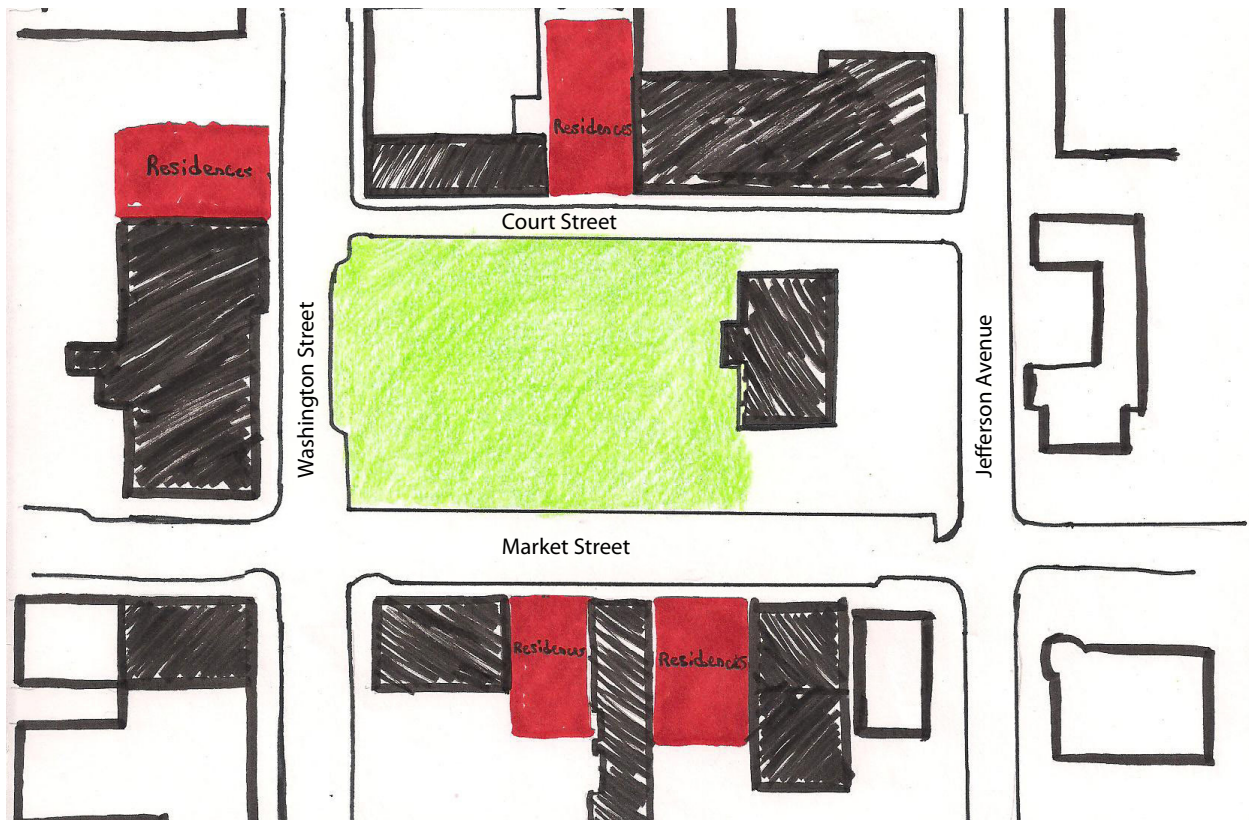 Residences
Residences
Court Street
Washington Street
Jefferson Avenue
Market Street
Residences
Residences